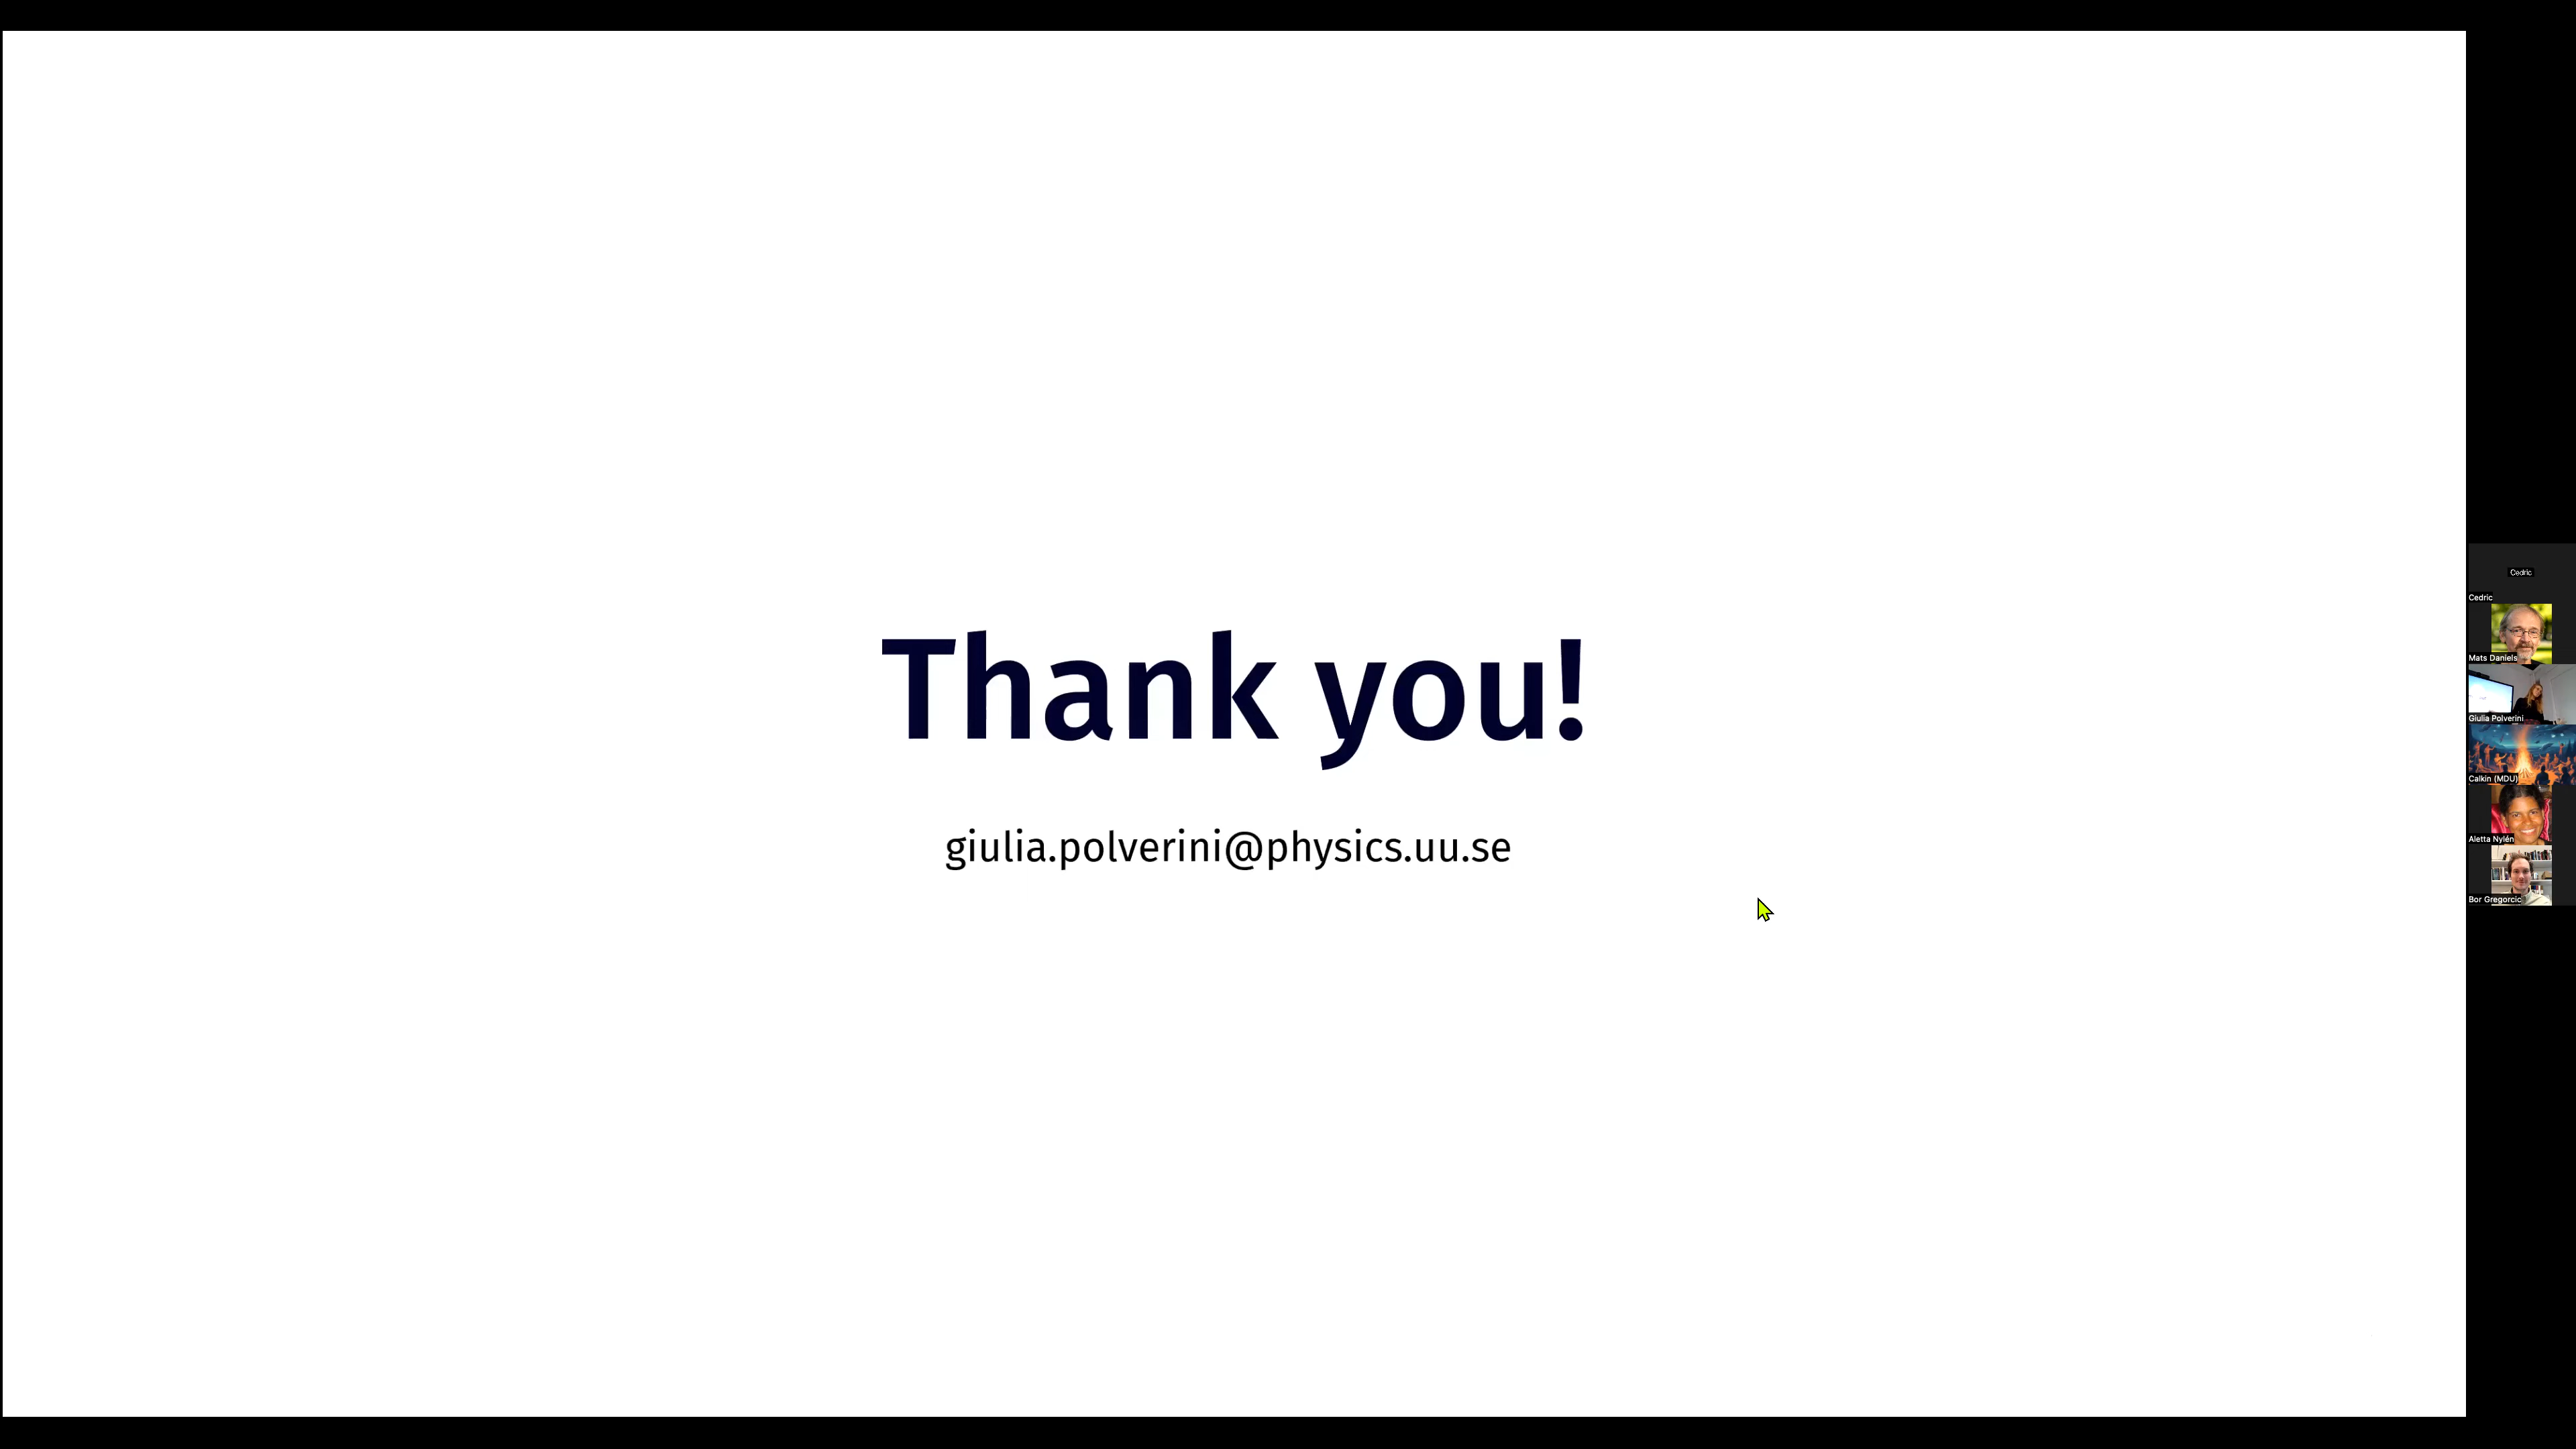 Thank you!
giulia.polverini@physics.uu.se
Cedric
Cedric
Mats Daniels
Giulia Polverini
Calkin (MDU)
Aletta Nylén
Bor Gregorcic